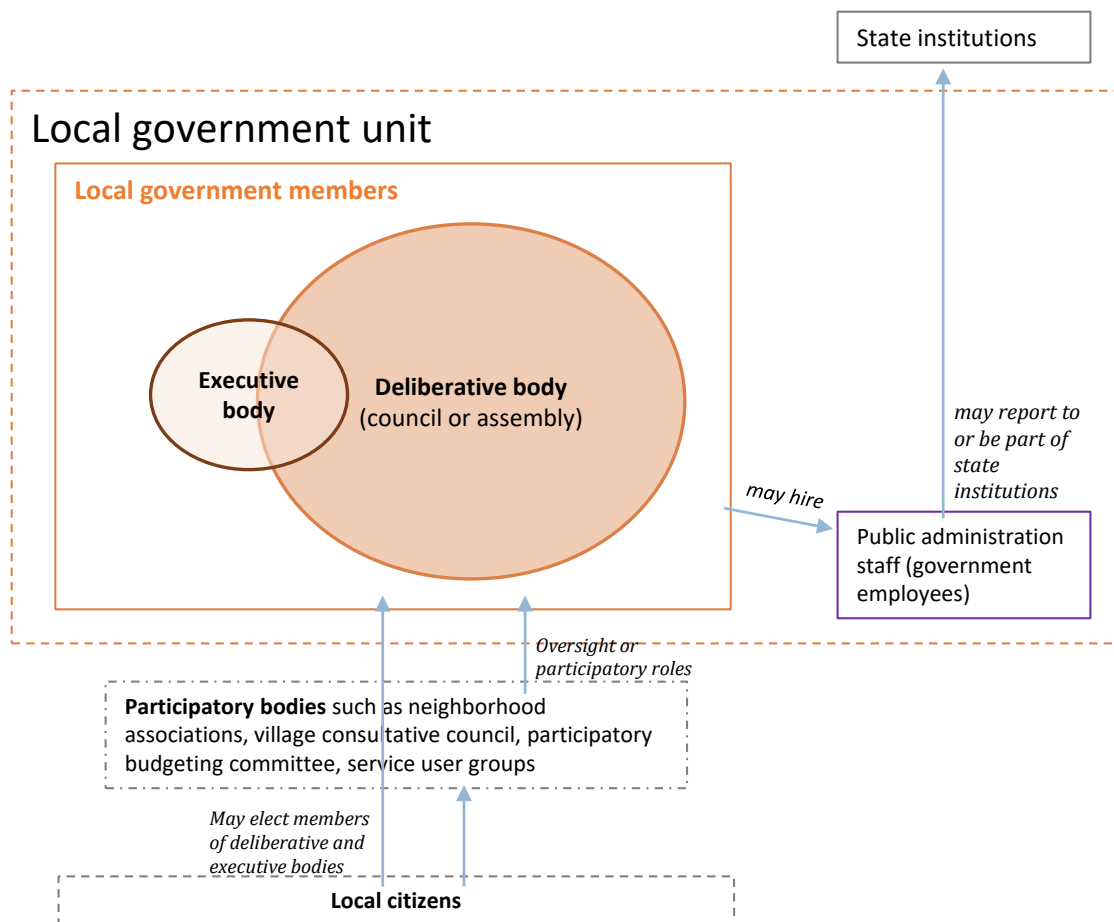 State institutions
Local government unit
Local government members
Executive
body
Deliberative body
(council or assembly)
may report to
or be part of
state
institutions
may hire
Public administration
staff (government
employees)
Oversight or
participatory roles
Participatory bodies such as neighborhood
associations, village consultative council, participatory
budgeting committee, service user groups
May elect members
of deliberative and
executive bodies
Local citizens